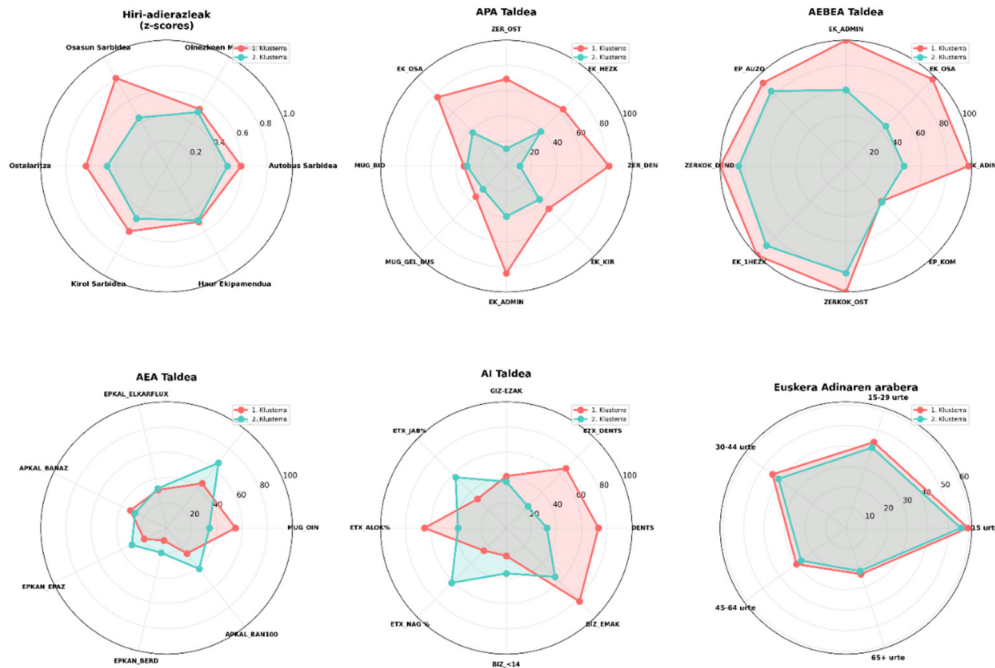 Hiri-adierazleak
(z-scores)
Osasun Sarbidea
1. Klusterra
2. Klusterra
1.0
0.8
0.6
0.4
0.2
Ostalaritza
Autobus Sarbidea
Kirol Sarbidea
Haur Ekipamendua
APA Taldea
ZER_OST
EK_OSA
1. Klusterra
2. Klusterra
EK_HEZK
100
80
60
40
20
MUG_BID
ZER_DEN
MUG_GEL_BUS
EK_KIR
EK_ADMIN
AEBEA Taldea
EK_ADMIN
EP_AUZO
1. Klusterra
2. Klusterra
EK_OSA
100
80
60
40
20
ZERKOK_DEND
EK_1HEZK
EP_KOM
ZERKOK_OST
AEA Taldea
EPKAL_ELKARFLUX
1. Klusterra
2. Klusterra
APKAL_BANAZ
100
80
60
40
20
MUG_OIN
EPKAN_EPAZ
APKAL_BAN100
EPKAN_BERD
AI Taldea
GIZ-EZAK
ETX_JAB%
1. Klusterra
2. Klusterra
ETX_DENTS
100
80
60
40
20
ETX_ALOK%
DENTS
ETX_NAG %
BIZ_EMAK
BIZ_<14
Euskera Adinaren arabera
15-29 urte
1. Klusterra
2. Klusterra
30-44 urte
60
50
40
30
20
10
45-64 urte
65+ urte